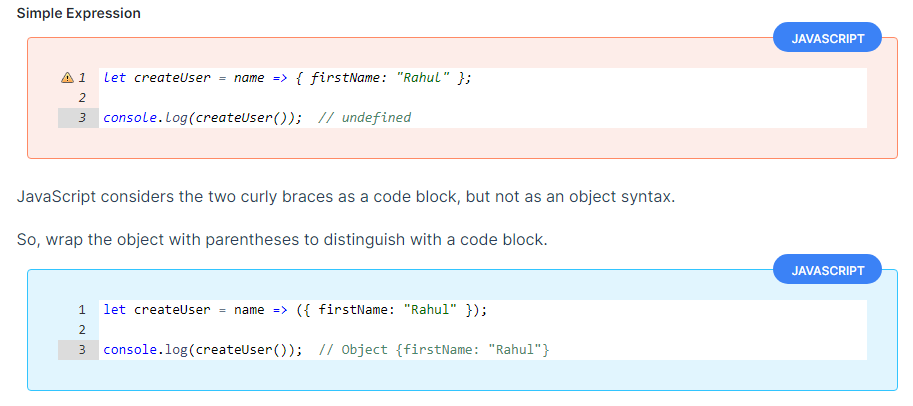 Simple Expression
JAVASCRIPT
1 let createUser = name => { firstName: "Rahul" };
2
3 console.log(createUser());  // undefined
JavaScript considers the two curly braces as a code block, but not as an object syntax.
So, wrap the object with parentheses to distinguish with a code block.
JAVASCRIPT
1 let createUser = name => ({ firstName: "Rahul" });
2
3 console.log(createUser());  // Object {firstName: "Rahul"}